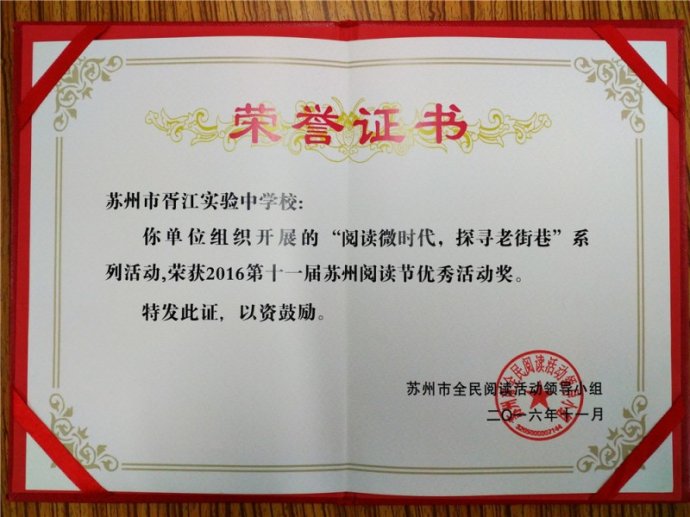 荣誉证书
苏州市胥江实验中学校：
你单位组织开展的“阅读微时代，探寻老街巷”系
列活动,荣获2016第十一届苏州阅读节优秀活动奖。
特发此证，以资鼓励。
苏州市全民阅读活动领导小组
二〇一六年十一月